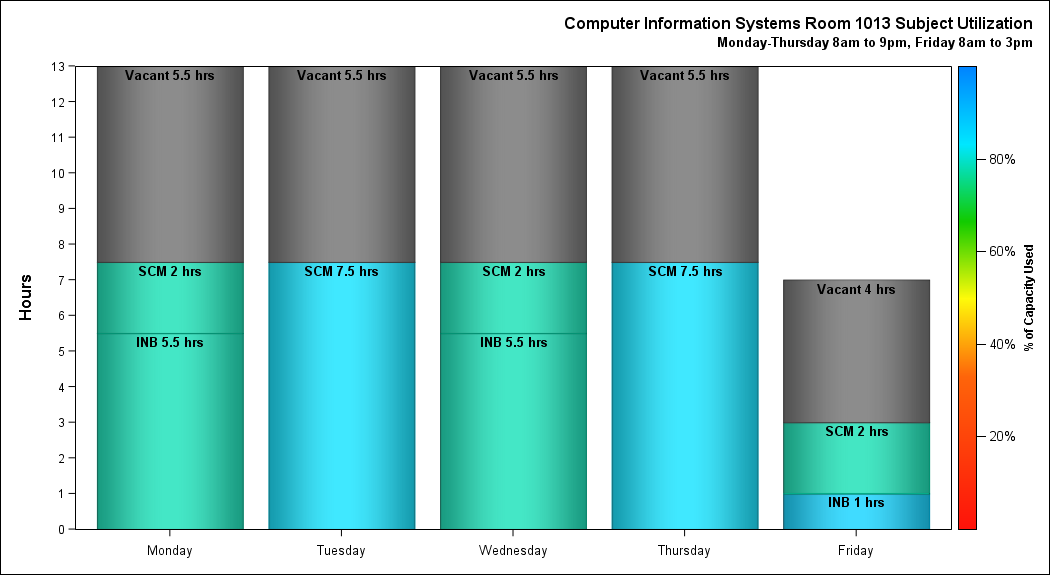 Computer Information Systems Room 1013 Subject Utilization
Monday-Thursday 8am to 9pm, Friday 8am to 3pm
Hours
13
12
11
10
9
8
7
6
5
4
3
2
1
0
Vacant 5.5 hrs
SCM 2 hrs
INB 5.5 hrs
Vacant 5.5 hrs
SCM 7.5 hrs
Vacant 5.5 hrs
SCM 2 hrs
INB 5.5 hrs
Vacant 5.5 hrs
SCM 7.5 hrs
Vacant 4 hrs
SCM 2 hrs
INB 1 hrs
Monday
Tuesday
Wednesday
Thursday
Friday
80%
60%
40%
20%
% of Capacity Used